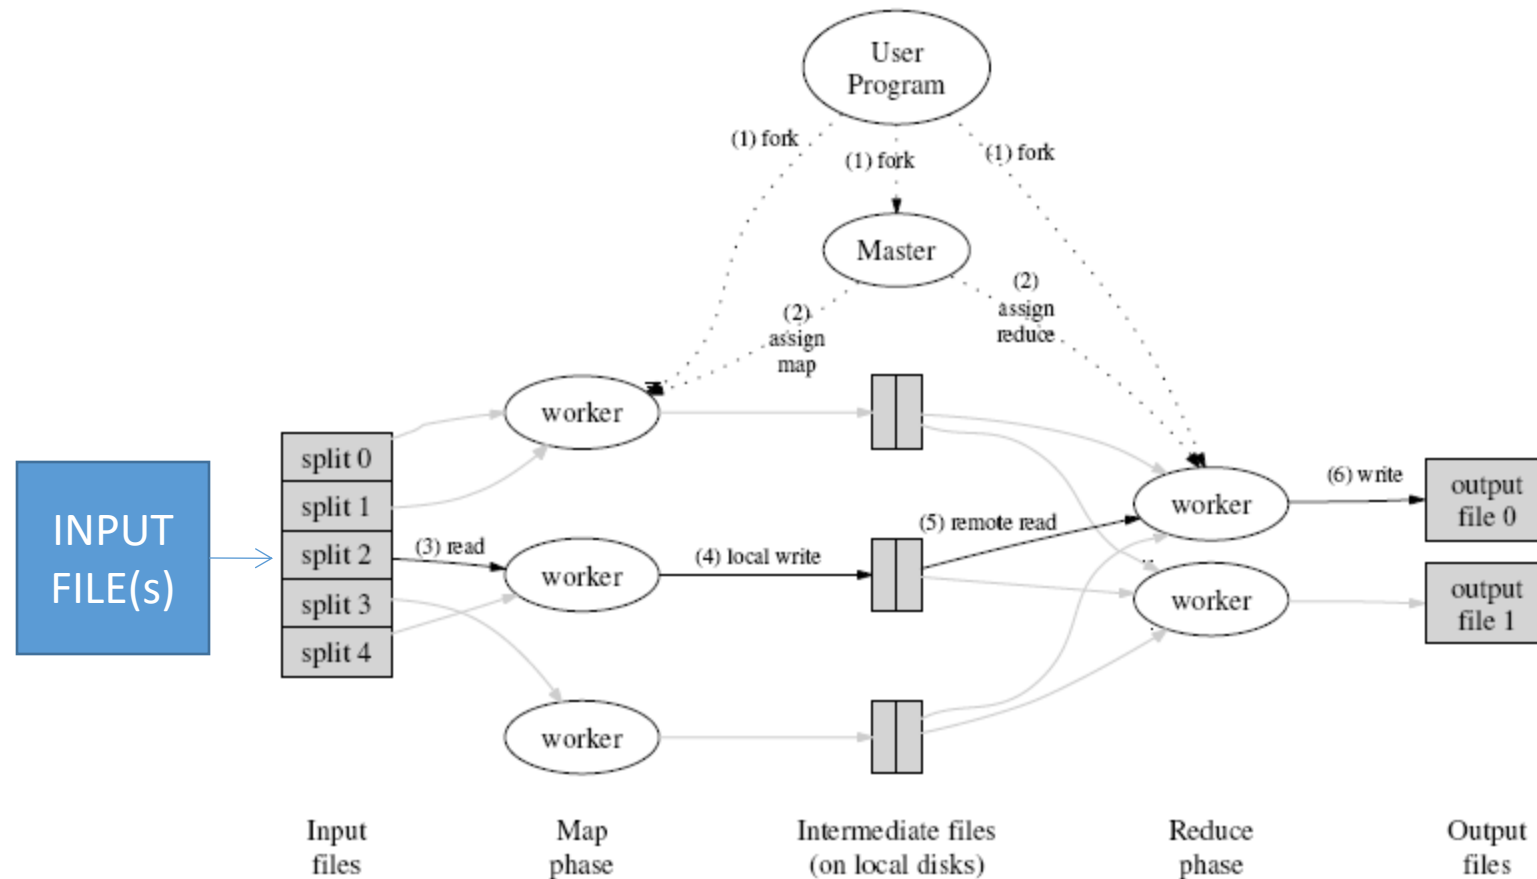 User
Program
(1) fork
(1) fork
(1) fork
Master
(2)
assign
map
(2)
assign
reduce
INPUT
FILE(s)
split 0
split 1
split 2
split 3
split 4
(3) read
worker
worker
worker
(4) local write
(5) remote read
worker
worker
(6) write
output
file 0
output
file 1
Input
files
Map
phase
Intermediate files
(on local disks)
Reduce
phase
Output
files